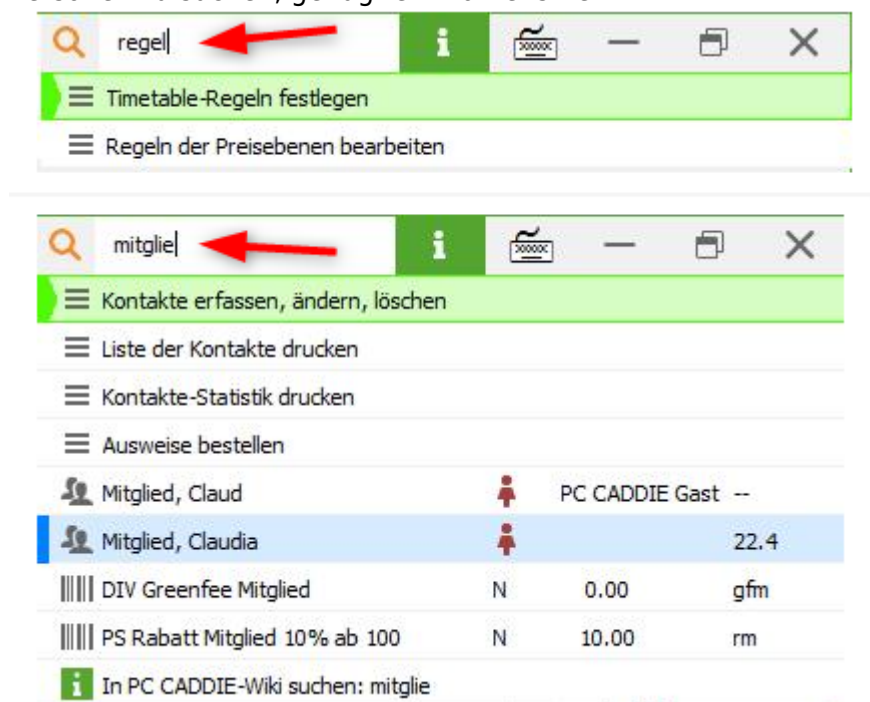 regel
Timetable-Regeln festlegen
Regeln der Preisebenen bearbeiten
mitglie
Kontakte erfassen, ändern, löschen
Liste der Kontakte drucken
Kontakte-Statistik drucken
Ausweise bestellen
Mitglied, Claud PC CADDIE Gast --
Mitglied, Claudia 22.4
DIV Greenfee Mitglied N 0.00 gfm
PS Rabatt Mitglied 10% ab 100 N 10.00 rm
In PC CADDIE-Wiki suchen: mitglie